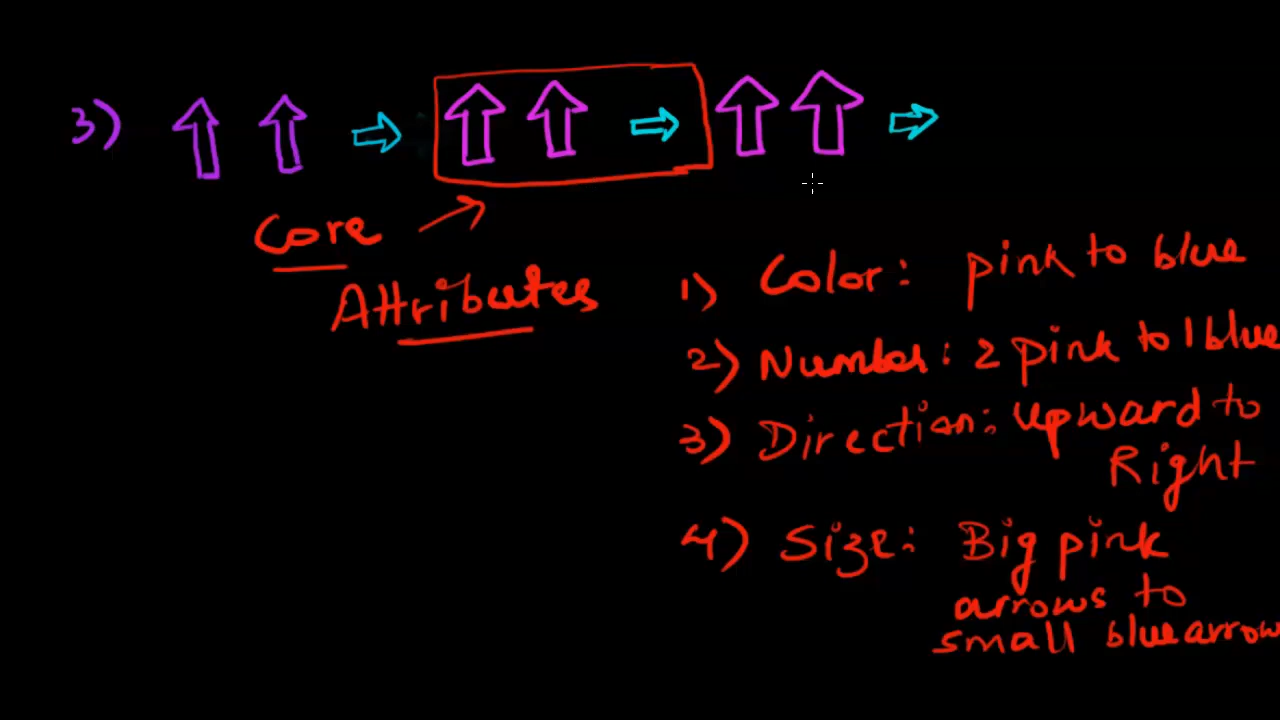 3)
Core
Attributes
1) Color: pink to blue
2) Number: 2 pink to 1 blue
3) Direction: upward to
Right
4) Size: Big pink
arrows to
small blue arrow